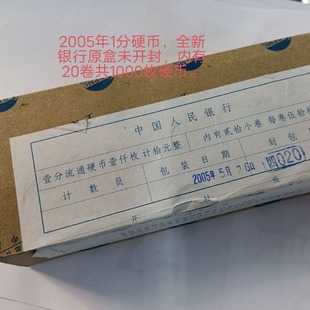 2005年1分硬币，全新
银行原盒未开封，内有
20卷共1000枚硬币。
中国人民银行
壹分流通硬币壹仟枚 计拾元整 内有贰拾小卷 每卷伍拾枚
计数员 包装日期 封包
2005年5月26日 020
开